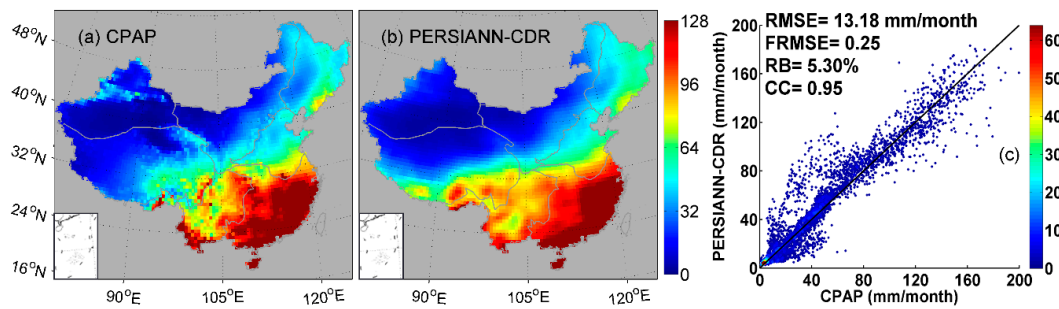 (a) CPAP
(b) PERSIANN-CDR
48°N
40°N
32°N
24°N
16°N
90°E
105°E
120°E
90°E
105°E
120°E
128
96
64
32
0
RMSE= 13.18 mm/month
FRMSE= 0.25
RB= 5.30%
CC= 0.95
(c)
PERSIANN-CDR (mm/month)
200
160
120
80
40
0
0
40
80
120
160
200
CPAP (mm/month)
60
50
40
30
20
10
0